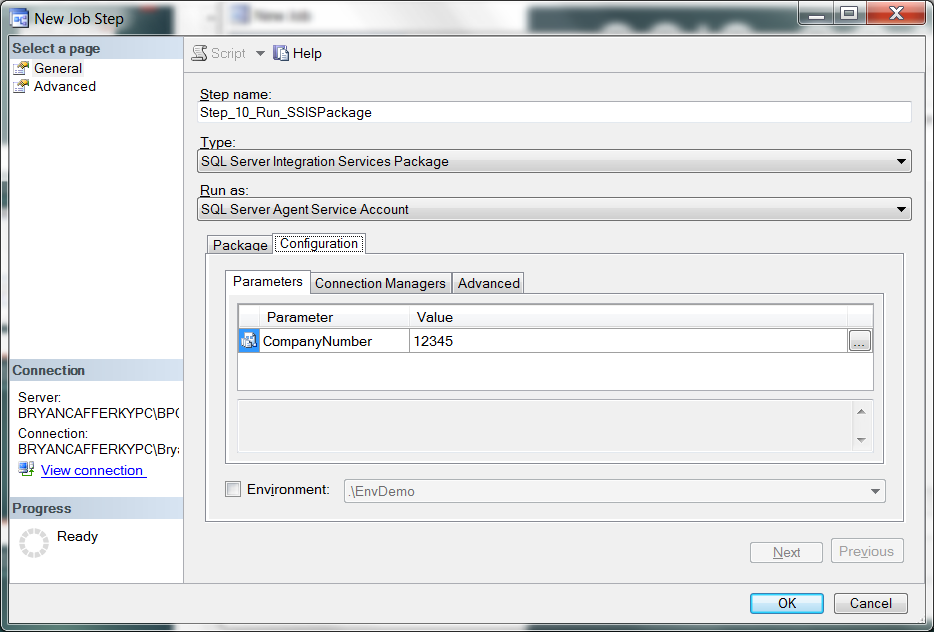 New Job Step
New Job
Select a page
General
Advanced
Script
Help
Step name:
Step_10_Run_SSISPackage
Type:
SQL Server Integration Services Package
Run as:
SQL Server Agent Service Account
Package
Configuration
Parameters
Connection Managers
Advanced
Parameter
Value
CompanyNumber
12345
...
Environment:
.\EnvDemo
Connection
Server:
BRYANCAFFERKYPC\BPC
Connection:
BRYANCAFFERKYPC\Brya
View connection
Progress
Ready
Next
Previous
OK
Cancel